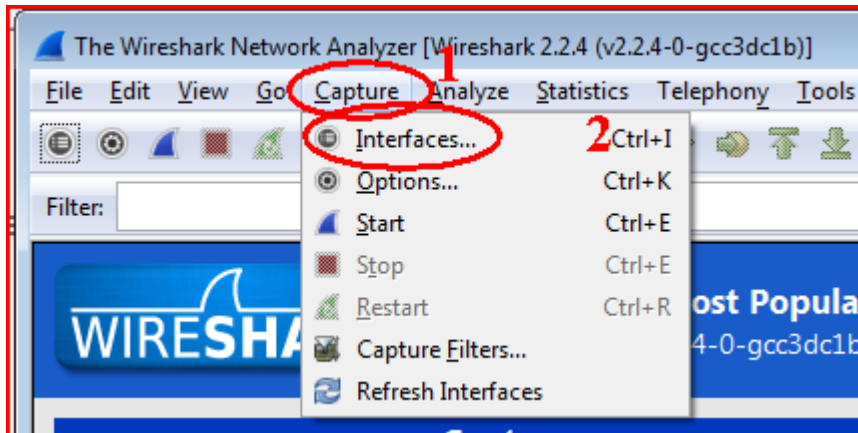 The Wireshark Network Analyzer [Wireshark 2.2.4 (v2.2.4-0-gcc3dc1b)]
1
File Edit View Go Capture Analyze Statistics Telephony Tools
Interfaces... 2 Ctrl+I
Options... Ctrl+K
Filter:
Start Ctrl+E
Stop Ctrl+E
Restart Ctrl+R
ost Popula
WIRESHA
4-0-gcc3dc1b
Capture Filters...
Refresh Interfaces